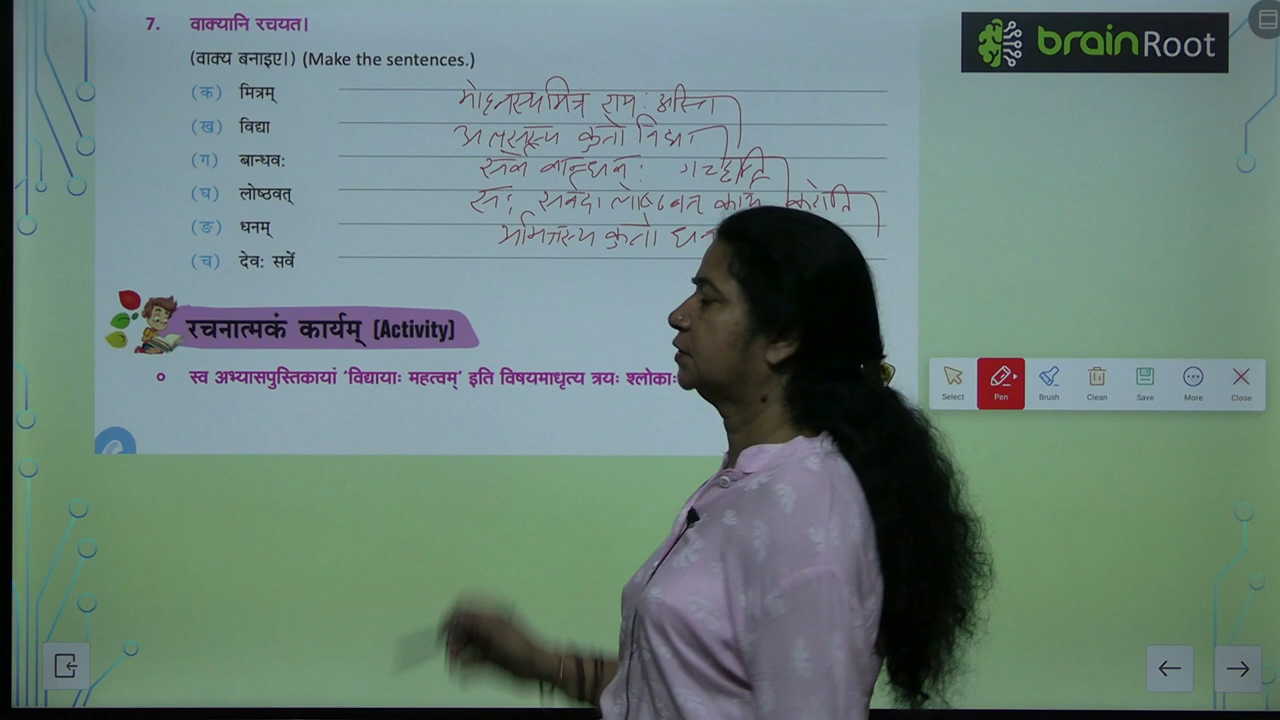 7. वाक्यानि रचयत।
(वाक्य बनाइए।) (Make the sentences.)
(क) मित्रम् मोहनस्य मित्रं रामः अस्ति।
(ख) विद्या अलसस्य कुतो विद्या।
(ग) बान्धवः बान्धवः गच्छन्ति।
(घ) लोष्ठवत् सः सर्वदा लोष्ठवत् कार्यं करोति।
(ङ) धनम् अमित्रस्य कुतो
(च) देवः सर्वे
रचनात्मकं कार्यम् (Activity)
स्व अभ्यासपुस्तिकायां ‘विद्यायाः महत्वम्’ इति विषयमाधृत्य त्रयः श्लोकाः
brainRoot
Select Pen Brush Clean Save More Close